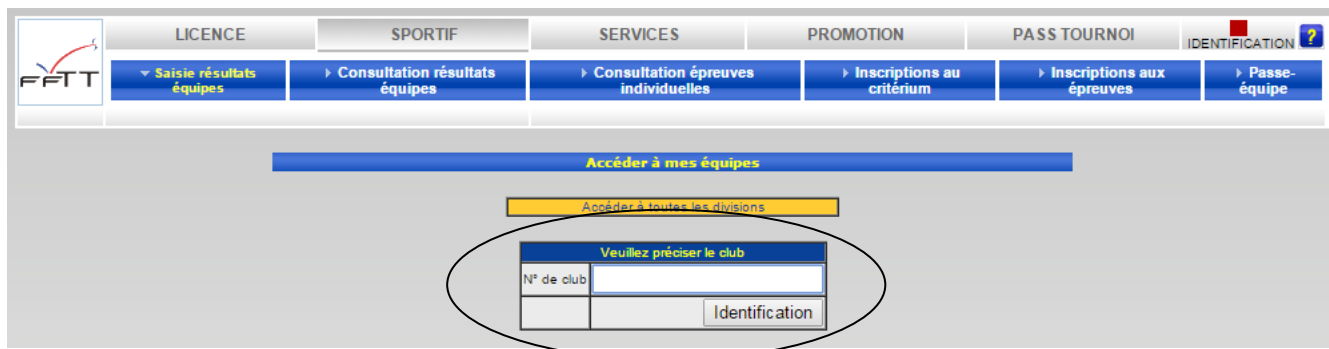 LICENCE SPORTIF SERVICES PROMOTION PASS TOURNOI IDENTIFICATION ?
FFTT
Saisie résultats équipes
Consultation résultats équipes
Consultation épreuves individuelles
Inscriptions au critérium
Inscriptions aux épreuves
Passe-équipe
Accéder à mes équipes
Accéder à toutes les divisions
Veuillez préciser le club
N° de club
Identification